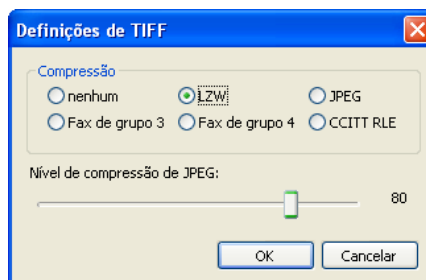 Definições de TIFF
Compressão
nenhum LZW JPEG
Fax de grupo 3 Fax de grupo 4 CCITT RLE
Nível de compressão de JPEG:
80
OK Cancelar